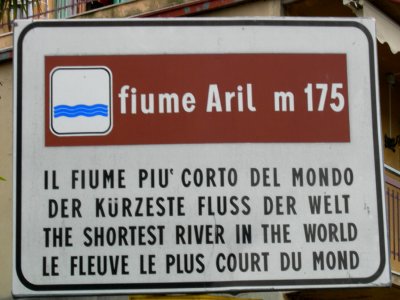 fiume Aril m 175
IL FIUME PIU' CORTO DEL MONDO
DER KÜRZESTE FLUSS DER WELT
THE SHORTEST RIVER IN THE WORLD
LE FLEUVE LE PLUS COURT DU MOND